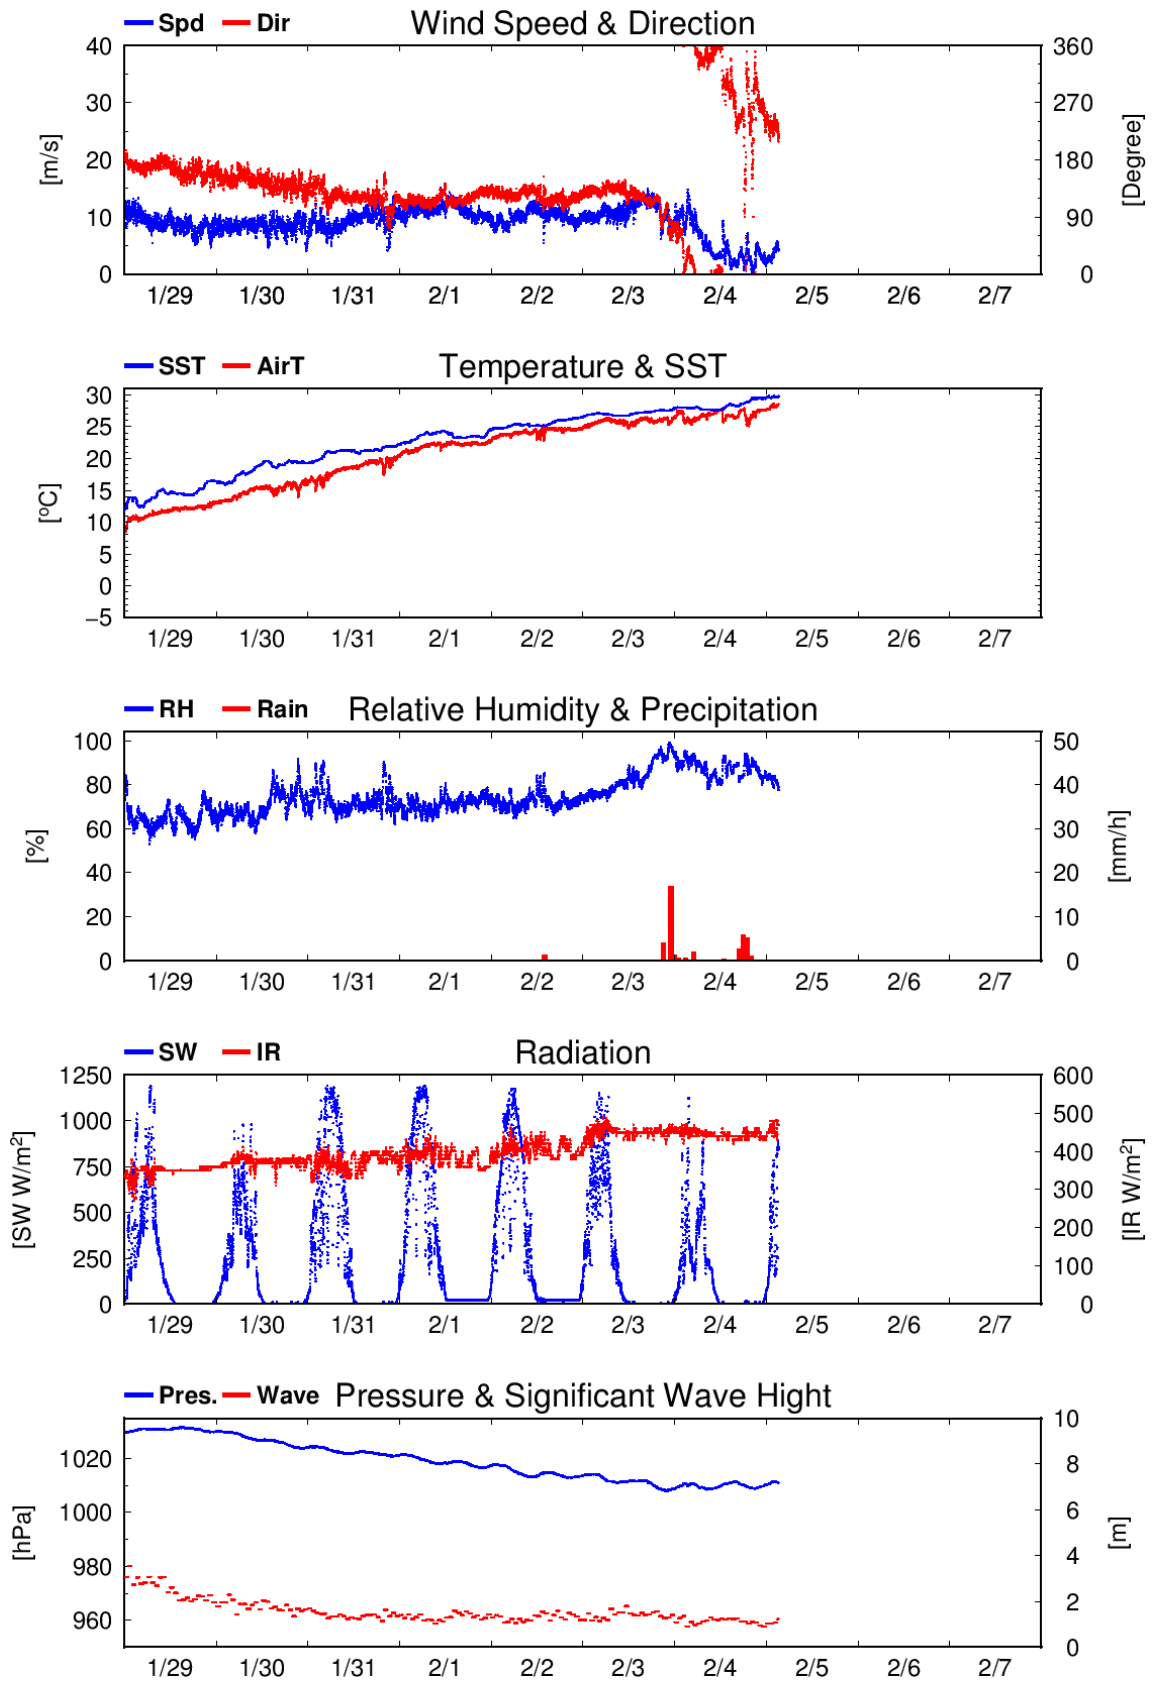 Spd Dir Wind Speed & Direction
40 360
30 270
20 180
10 90
0 0
[m/s] [Degree]
1/29 1/30 1/31 2/1 2/2 2/3 2/4 2/5 2/6 2/7
SST AirT Temperature & SST
30
25
20
15
10
5
0
−5
[ºC]
1/29 1/30 1/31 2/1 2/2 2/3 2/4 2/5 2/6 2/7
RH Rain Relative Humidity & Precipitation
100 50
80 40
60 30
40 20
20 10
0 0
[%] [mm/h]
1/29 1/30 1/31 2/1 2/2 2/3 2/4 2/5 2/6 2/7
SW IR Radiation
1250 600
1000 500
750 400
500 300
250 200
0 100
0
[SW W/m²] [IR W/m²]
1/29 1/30 1/31 2/1 2/2 2/3 2/4 2/5 2/6 2/7
Pres. Wave Pressure & Significant Wave Hight
1020 10
1000 8
980 6
960 4
2
0
[hPa] [m]
1/29 1/30 1/31 2/1 2/2 2/3 2/4 2/5 2/6 2/7